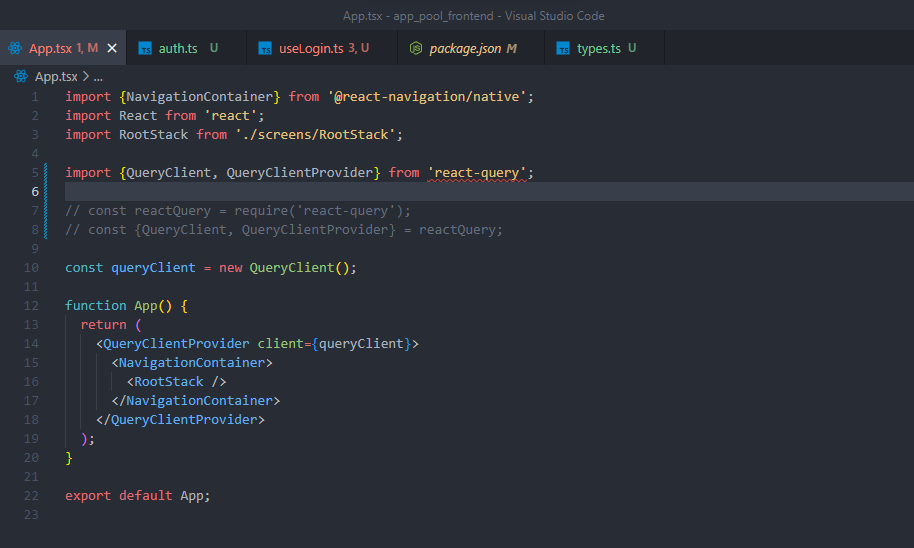 App.tsx - app_pool_frontend - Visual Studio Code
App.tsx 1, M
TS auth.ts U
TS useLogin.ts 3, U
package.json M
TS types.ts U
App.tsx > ...
1 import {NavigationContainer} from '@react-navigation/native';
2 import React from 'react';
3 import RootStack from './screens/RootStack';
4
5 import {QueryClient, QueryClientProvider} from 'react-query';
6
7 // const reactQuery = require('react-query');
8 // const {QueryClient, QueryClientProvider} = reactQuery;
9
10 const queryClient = new QueryClient();
11
12 function App() {
13 return (
14 <QueryClientProvider client={queryClient}>
15 <NavigationContainer>
16 <RootStack />
17 </NavigationContainer>
18 </QueryClientProvider>
19 );
20 }
21
22 export default App;
23